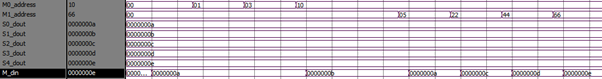 M0_address 10 00 01 03 10
M1_address 66 00 05 22 44 66
S0_dout 0000000a 0000000a
S1_dout 0000000b 0000000b
S2_dout 0000000c 0000000c
S3_dout 0000000d 0000000d
S4_dout 0000000e 0000000e
M_din 0000000e 0000... 0000000a 0000000b 0000000a 0000000c 0000000d 0000000e